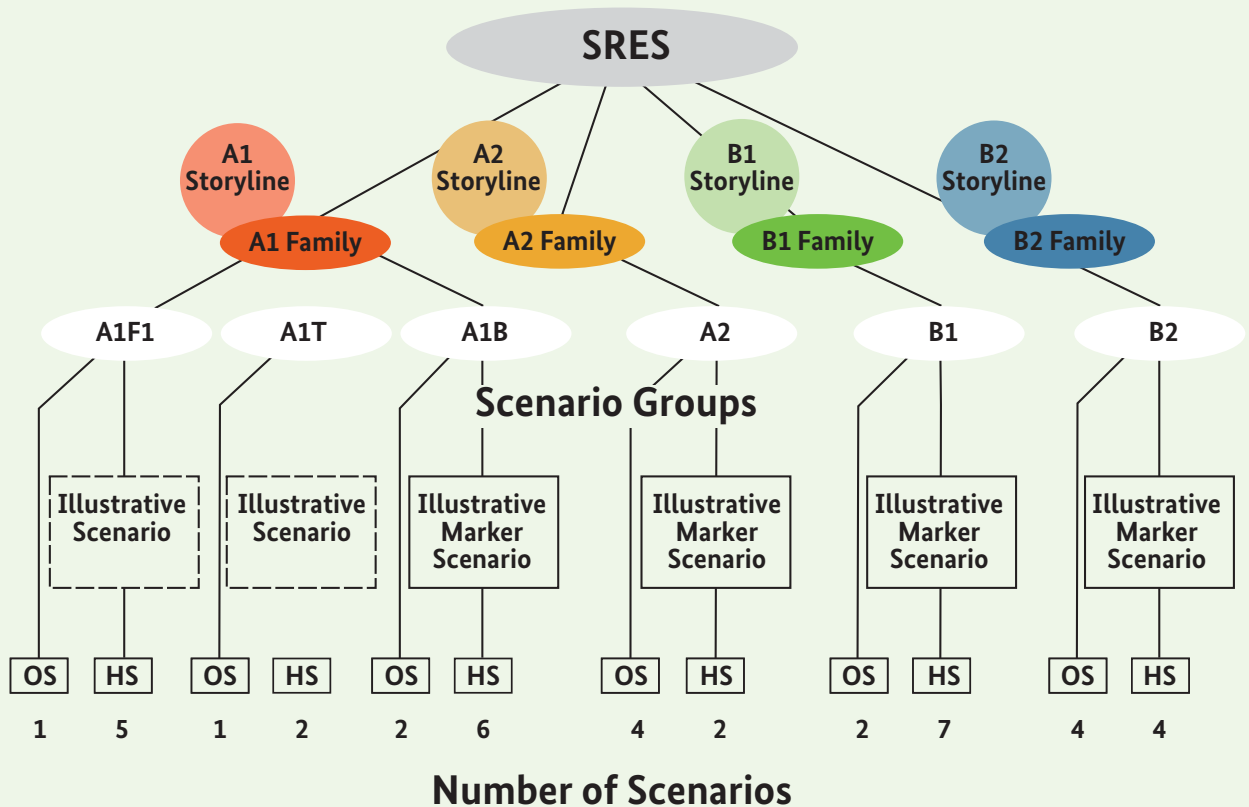 SRES
A1
Storyline
A2
Storyline
B1
Storyline
B2
Storyline
A1 Family
A2 Family
B1 Family
B2 Family
A1F1
A1T
A1B
A2
B1
B2
Scenario Groups
Illustrative
Scenario
Illustrative
Scenario
Illustrative
Marker
Scenario
Illustrative
Marker
Scenario
Illustrative
Marker
Scenario
Illustrative
Marker
Scenario
OS HS OS HS OS HS OS HS OS HS OS HS
1 5 1 2 2 6 4 2 2 7 4 4
Number of Scenarios